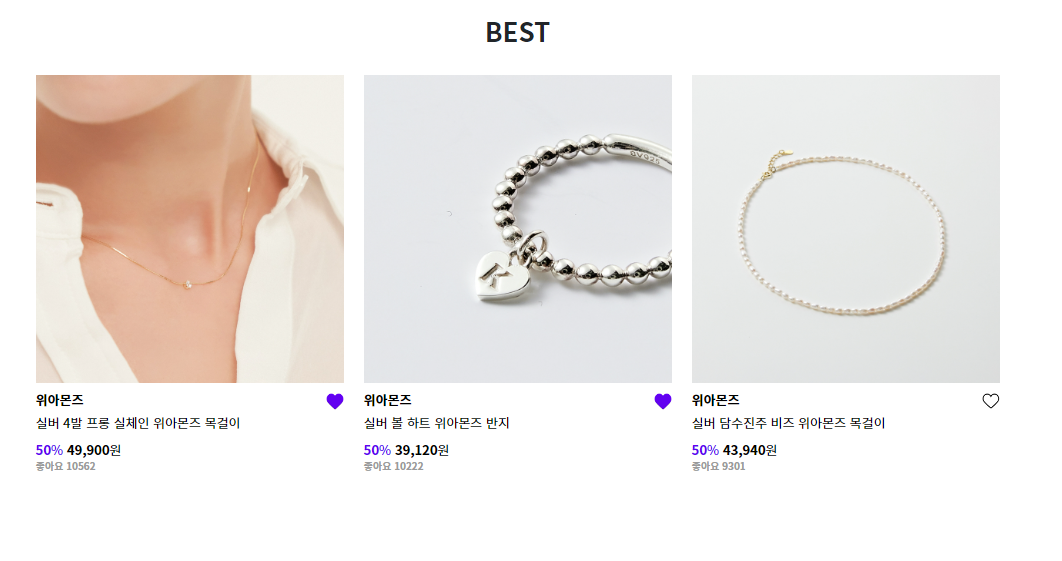 BEST
위아몬즈
실버 4발 프롱 실체인 위아몬즈 목걸이
50% 49,900원
좋아요 10562
K
위아몬즈
실버 볼 하트 위아몬즈 반지
50% 39,120원
좋아요 10222
위아몬즈
실버 담수진주 비즈 위아몬즈 목걸이
50% 43,940원
좋아요 9301